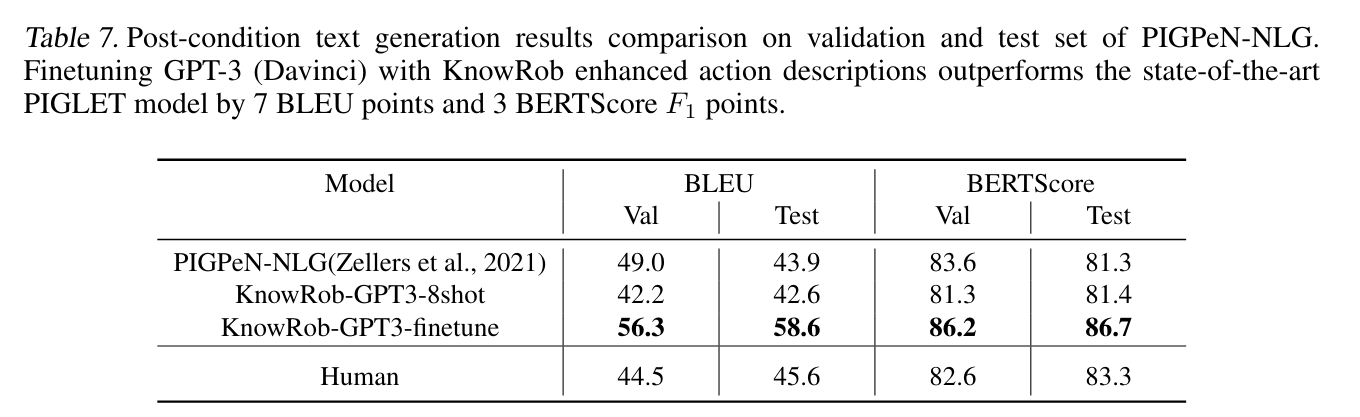 Table 7. Post-condition text generation results comparison on validation and test set of PIGPeN-NLG.
Finetuning GPT-3 (Davinci) with KnowRob enhanced action descriptions outperforms the state-of-the-art
PIGLET model by 7 BLEU points and 3 BERTScore F1 points.
Model BLEU BERTScore
Val Test Val Test
PIGPeN-NLG(Zellers et al., 2021) 49.0 43.9 83.6 81.3
KnowRob-GPT3-8shot 42.2 42.6 81.3 81.4
KnowRob-GPT3-finetune 56.3 58.6 86.2 86.7
Human 44.5 45.6 82.6 83.3